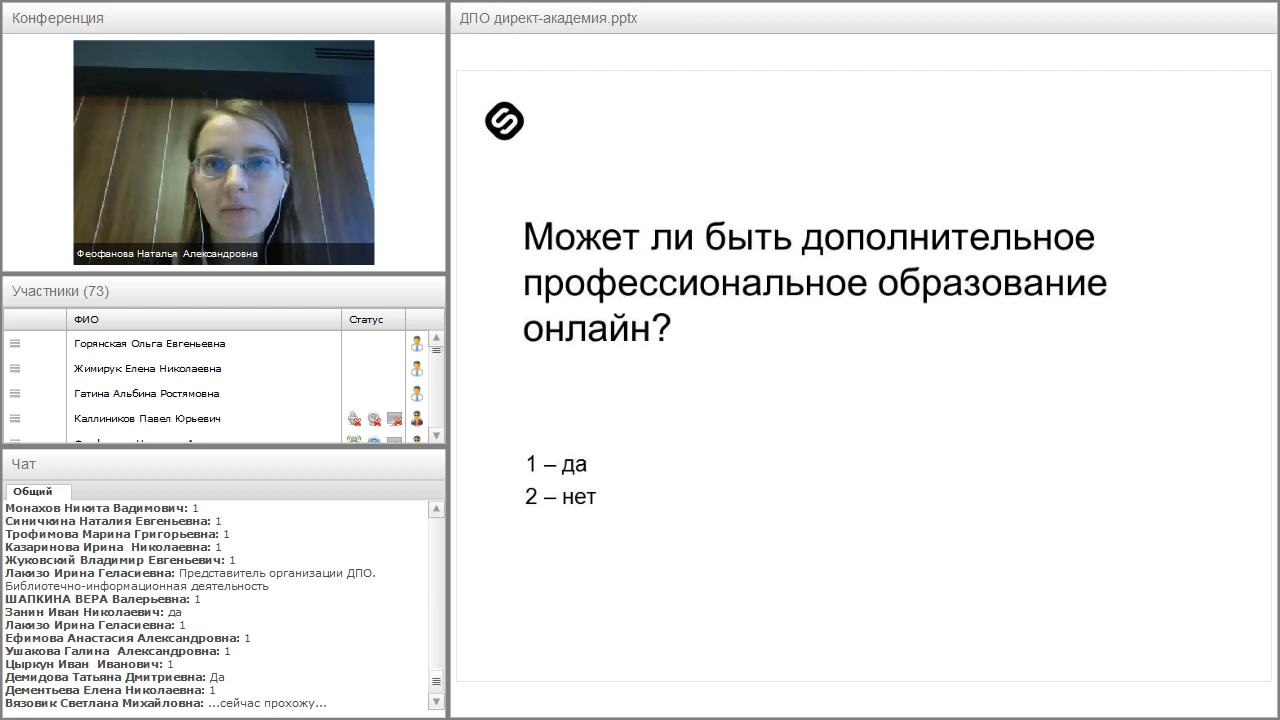 Конференция
Феофанова Наталья Александровна
Участники (73)
ФИО
Статус
Горянская Ольга Евгеньевна
Жимирук Елена Николаевна
Гатина Альбина Ростямовна
Каллиников Павел Юрьевич
Чат
Общий
Монахов Никита Вадимович: 1
Синичкина Наталия Евгеньевна: 1
Трофимова Марина Григорьевна: 1
Казаринова Ирина Николаевна: 1
Жуковский Владимир Евгеньевич: 1
Лакизо Ирина Геласиевна: Представитель организации ДПО.
Библиотечно-информационная деятельность
ШАПКИНА ВЕРА Валерьевна: 1
Занин Иван Николаевич: да
Лакизо Ирина Геласиевна: 1
Ефимова Анастасия Александровна: 1
Ушакова Галина Александровна: 1
Цыркун Иван Иванович: 1
Демидова Татьяна Дмитриевна: Да
Дементьева Елена Николаевна: 1
Вязовик Светлана Михайловна: ...сейчас прохожу...
ДПО директ-академия.pptx
Может ли быть дополнительное
профессиональное образование
онлайн?
1 – да
2 – нет